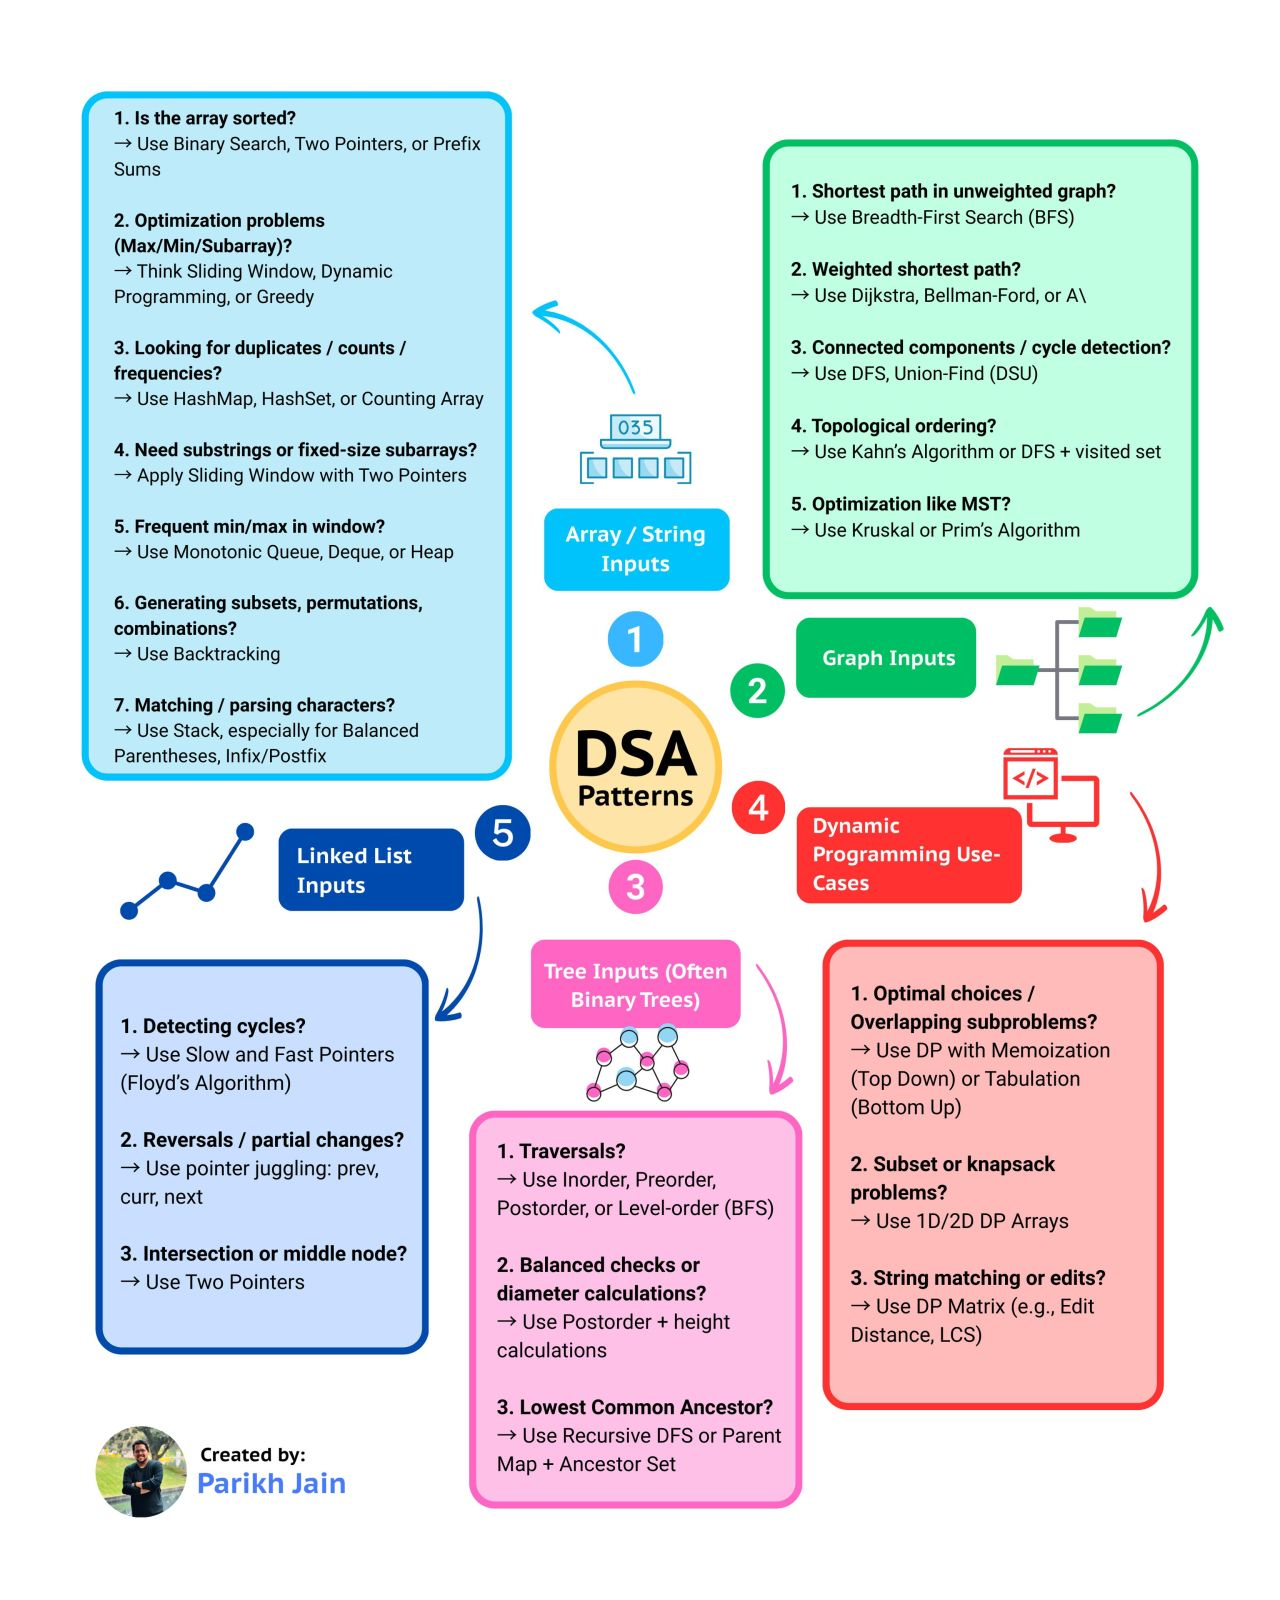 1. Is the array sorted?
→ Use Binary Search, Two Pointers, or Prefix
Sums
2. Optimization problems
(Max/Min/Subarray)?
→ Think Sliding Window, Dynamic
Programming, or Greedy
3. Looking for duplicates / counts /
frequencies?
→ Use HashMap, HashSet, or Counting Array
4. Need substrings or fixed-size subarrays?
→ Apply Sliding Window with Two Pointers
5. Frequent min/max in window?
→ Use Monotonic Queue, Deque, or Heap
6. Generating subsets, permutations,
combinations?
→ Use Backtracking
7. Matching / parsing characters?
→ Use Stack, especially for Balanced
Parentheses, Infix/Postfix
035
Array / String
Inputs
1
1. Shortest path in unweighted graph?
→ Use Breadth-First Search (BFS)
2. Weighted shortest path?
→ Use Dijkstra, Bellman-Ford, or A\
3. Connected components / cycle detection?
→ Use DFS, Union-Find (DSU)
4. Topological ordering?
→ Use Kahn's Algorithm or DFS + visited set
5. Optimization like MST?
→ Use Kruskal or Prim's Algorithm
2
Graph Inputs
DSA
Patterns
4
</>
Dynamic
Programming Use-
Cases
5
Linked List
Inputs
3
Tree Inputs (Often
Binary Trees)
1. Detecting cycles?
→ Use Slow and Fast Pointers
(Floyd's Algorithm)
2. Reversals / partial changes?
→ Use pointer juggling: prev,
curr, next
3. Intersection or middle node?
→ Use Two Pointers
1. Traversals?
→ Use Inorder, Preorder,
Postorder, or Level-order (BFS)
2. Balanced checks or
diameter calculations?
→ Use Postorder + height
calculations
3. Lowest Common Ancestor?
→ Use Recursive DFS or Parent
Map + Ancestor Set
1. Optimal choices /
Overlapping subproblems?
→ Use DP with Memoization
(Top Down) or Tabulation
(Bottom Up)
2. Subset or knapsack
problems?
→ Use 1D/2D DP Arrays
3. String matching or edits?
→ Use DP Matrix (e.g., Edit
Distance, LCS)
Created by:
Parikh Jain